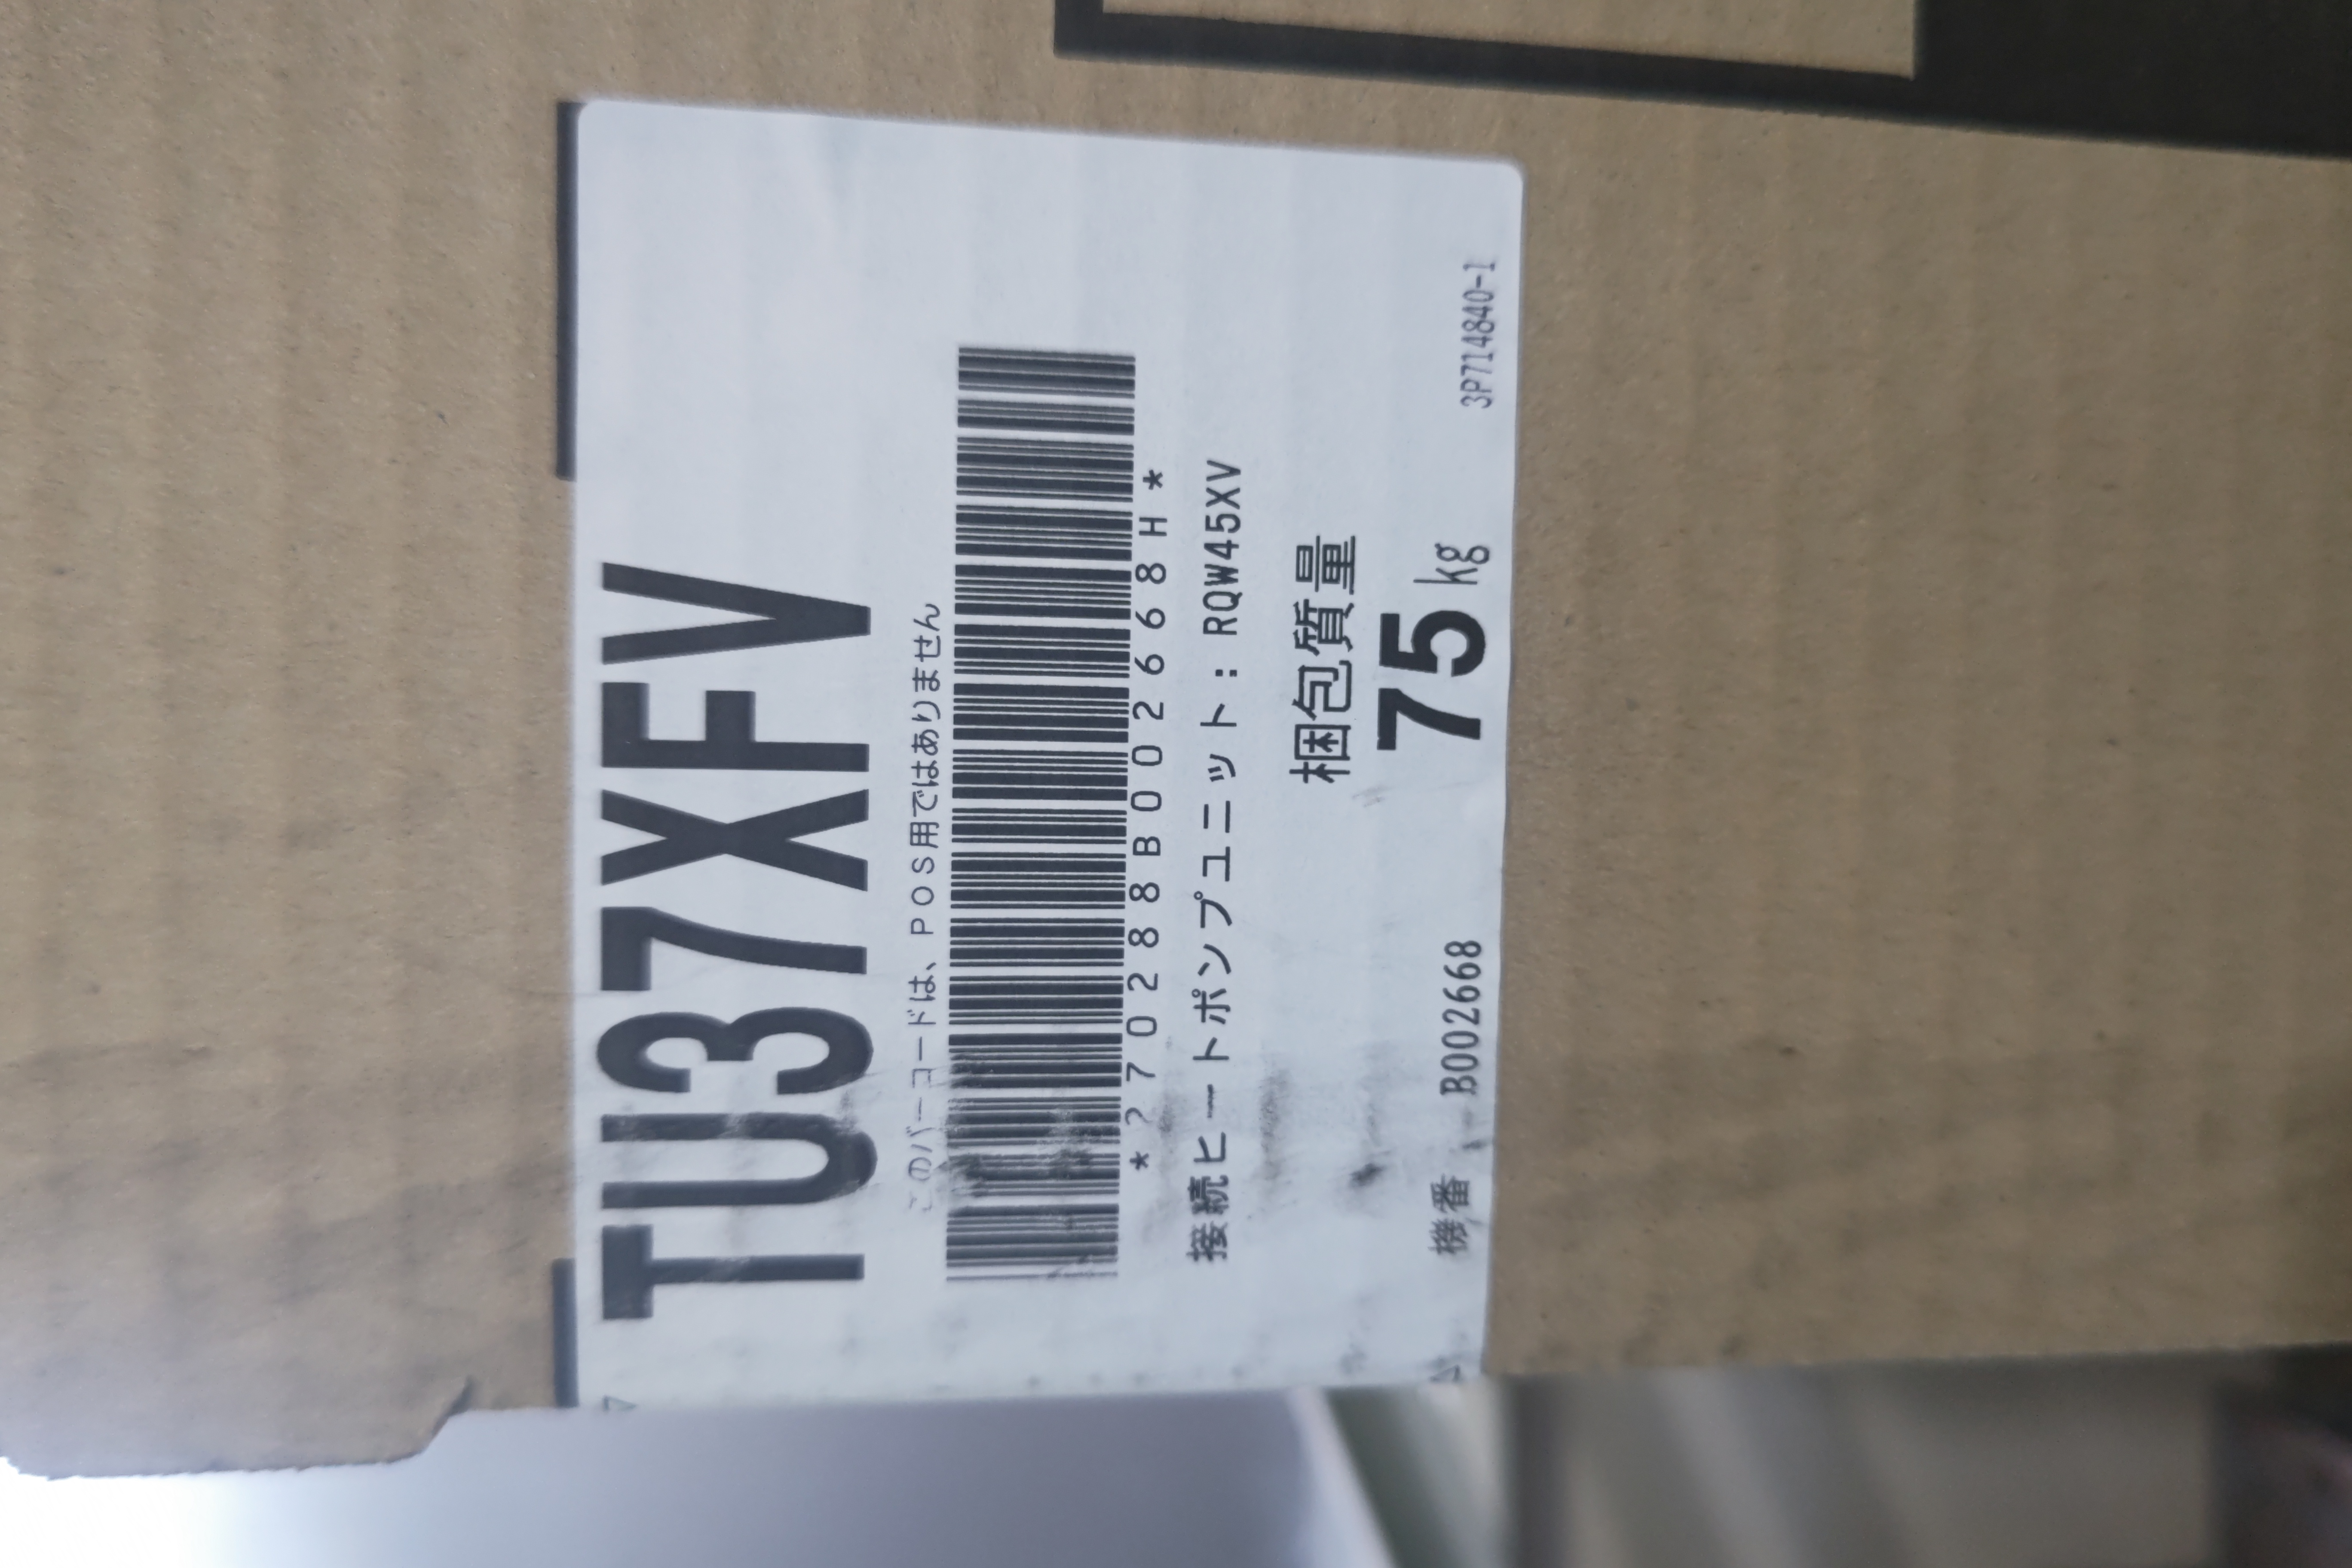 TU37XFV
このバーコードは、POS用ではありません
*2702888B002668H*
接続ヒートポンプユニット:RQW45XV
梱包質量
75kg
機番 B002668
3P714840-1